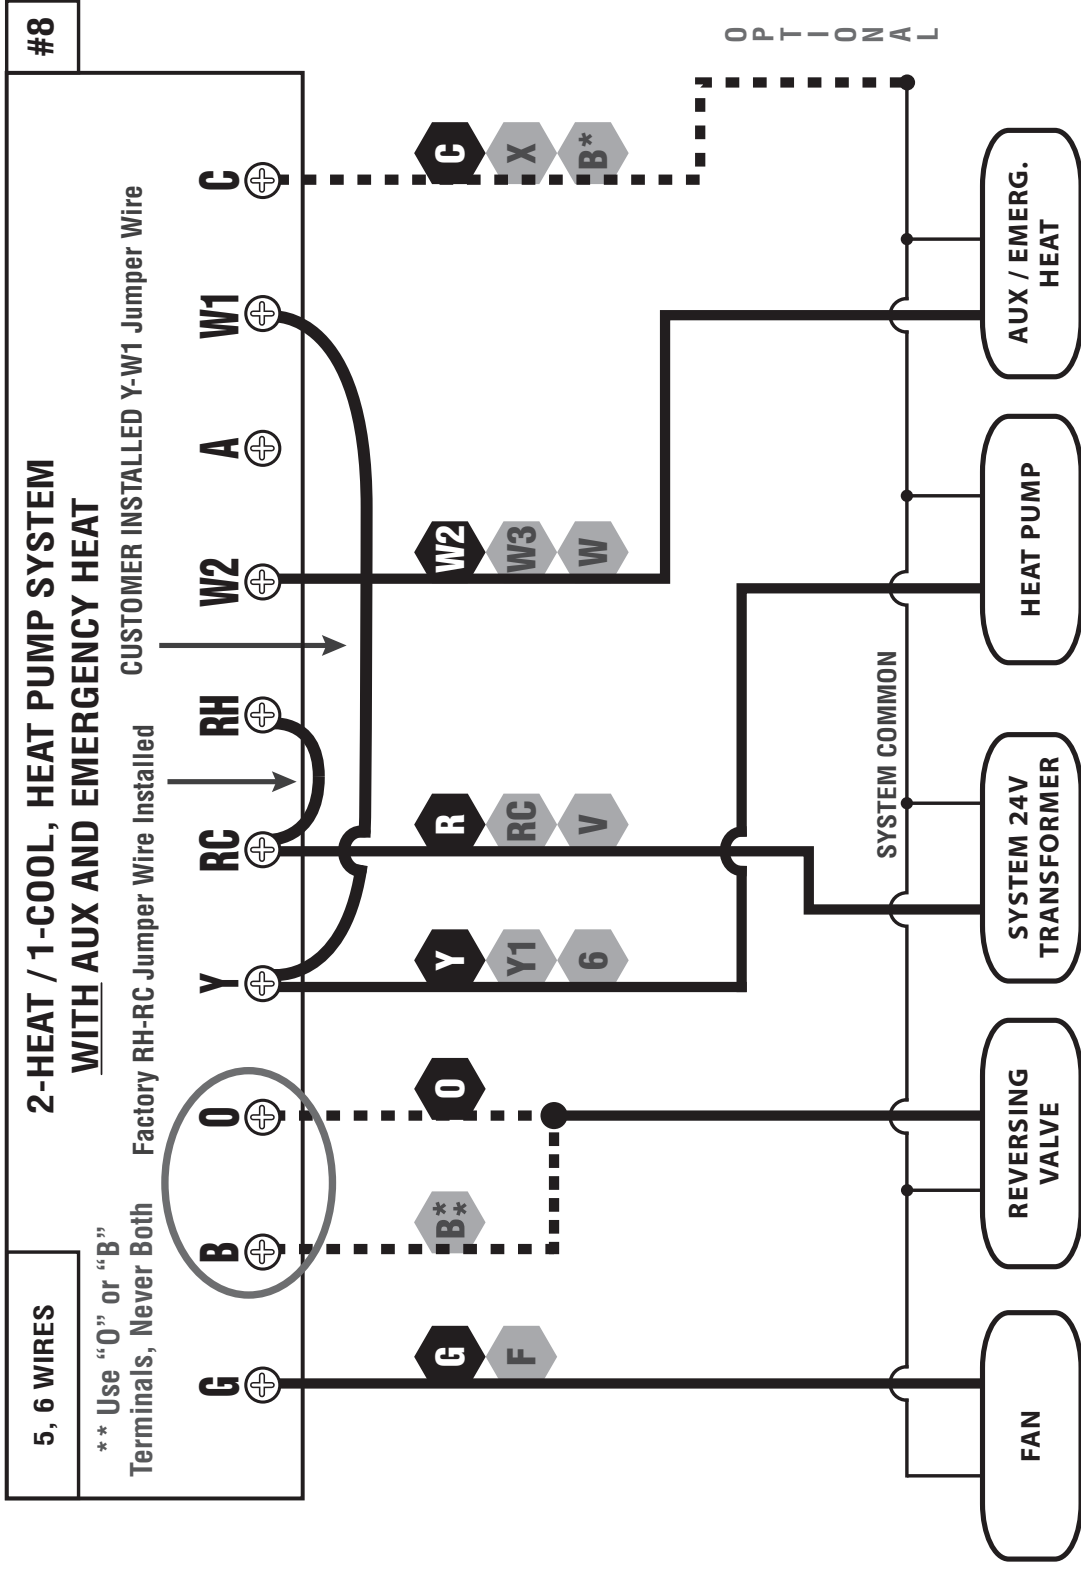 5, 6 WIRES
#8
2-HEAT / 1-COOL, HEAT PUMP SYSTEM
WITH AUX AND EMERGENCY HEAT
** Use “O” or “B”
Terminals, Never Both
Factory RH-RC Jumper Wire Installed
CUSTOMER INSTALLED Y-W1 Jumper Wire
G B O Y RC RH W2 A W1 C
G B* O Y R W2 C
F Y1 RC W3 X
6 V W B*
OPTIONAL
SYSTEM COMMON
FAN
REVERSING
VALVE
SYSTEM 24V
TRANSFORMER
HEAT PUMP
AUX / EMERG.
HEAT